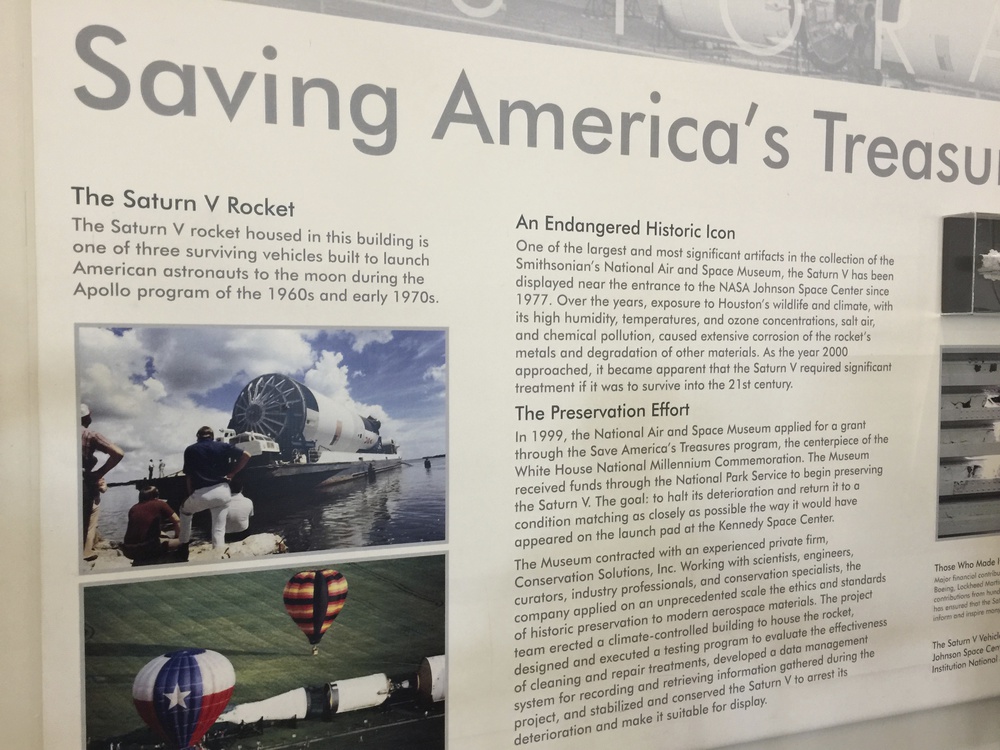 TORA
Saving America's Treasu
The Saturn V Rocket
The Saturn V rocket housed in this building is
one of three surviving vehicles built to launch
American astronauts to the moon during the
Apollo program of the 1960s and early 1970s.
An Endangered Historic Icon
One of the largest and most significant artifacts in the collection of the
Smithsonian's National Air and Space Museum, the Saturn V has been
displayed near the entrance to the NASA Johnson Space Center since
1977. Over the years, exposure to Houston's wildlife and climate, with
its high humidity, temperatures, and ozone concentrations, salt air,
and chemical pollution, caused extensive corrosion of the rocket's
metals and degradation of other materials. As the year 2000
approached, it became apparent that the Saturn V required significant
treatment if it was to survive into the 21st century.
The Preservation Effort
In 1999, the National Air and Space Museum applied for a grant
through the Save America's Treasures program, the centerpiece of the
White House National Millennium Commemoration. The Museum
received funds through the National Park Service to begin preserving
the Saturn V. The goal: to halt its deterioration and return it to a
condition matching as closely as possible the way it would have
appeared on the launch pad at the Kennedy Space Center.
The Museum contracted with an experienced private firm,
Conservation Solutions, Inc. Working with scientists, engineers,
curators, industry professionals, and conservation specialists, the
company applied on an unprecedented scale the ethics and standards
of historic preservation to modern aerospace materials. The project
team erected a climate-controlled building to house the rocket,
designed and executed a testing program to evaluate the effectiveness
of cleaning and repair treatments, developed a data management
system for recording and retrieving information gathered during the
project, and stabilized and conserved the Saturn V to arrest its
deterioration and make it suitable for display.
Those Who Made
Major financial
Boeing, Lockheed
contributions from
has ensured that the
inform and inspire
The Saturn V
Johnson Space
Institution National